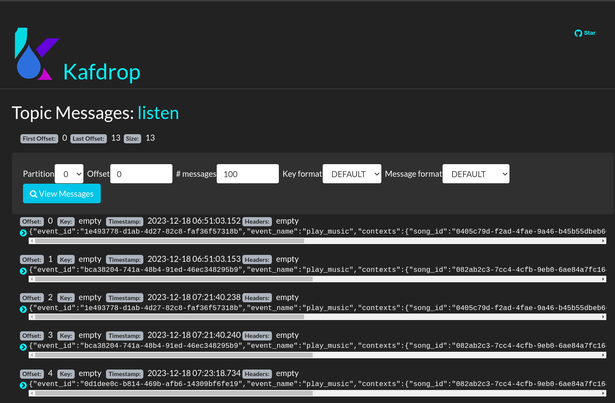 Star
Kafdrop
Topic Messages: listen
First Offset: 0 Last Offset: 13 Size: 13
Partition 0 Offset 0 # messages 100 Key format DEFAULT Message format DEFAULT
View Messages
Offset: 0 Key: empty Timestamp: 2023-12-18 06:51:03.152 Headers: empty
{"event_id":"1e493778-d1ab-4d27-82c8-faf36f57318b","event_name":"play_music","contexts":{"song_id":"0405c79d-f2ad-4fae-9a46-b45b55dbeb6
Offset: 1 Key: empty Timestamp: 2023-12-18 06:51:03.153 Headers: empty
{"event_id":"bca38204-741a-48b4-91ed-46ec348295b9","event_name":"play_music","contexts":{"song_id":"082ab2c3-7cc4-4cfb-9eb0-6ae84a7fc16
Offset: 2 Key: empty Timestamp: 2023-12-18 07:21:40.238 Headers: empty
{"event_id":"1e493778-d1ab-4d27-82c8-faf36f57318b","event_name":"play_music","contexts":{"song_id":"0405c79d-f2ad-4fae-9a46-b45b55dbeb6
Offset: 3 Key: empty Timestamp: 2023-12-18 07:21:40.240 Headers: empty
{"event_id":"bca38204-741a-48b4-91ed-46ec348295b9","event_name":"play_music","contexts":{"song_id":"082ab2c3-7cc4-4cfb-9eb0-6ae84a7fc16
Offset: 4 Key: empty Timestamp: 2023-12-18 07:23:18.734 Headers: empty
{"event_id":"0d1dee0c-b814-469b-afb6-14309bf6fe19","event_name":"play_music","contexts":{"song_id":"082ab2c3-7cc4-4cfb-9eb0-6ae84a7fc16